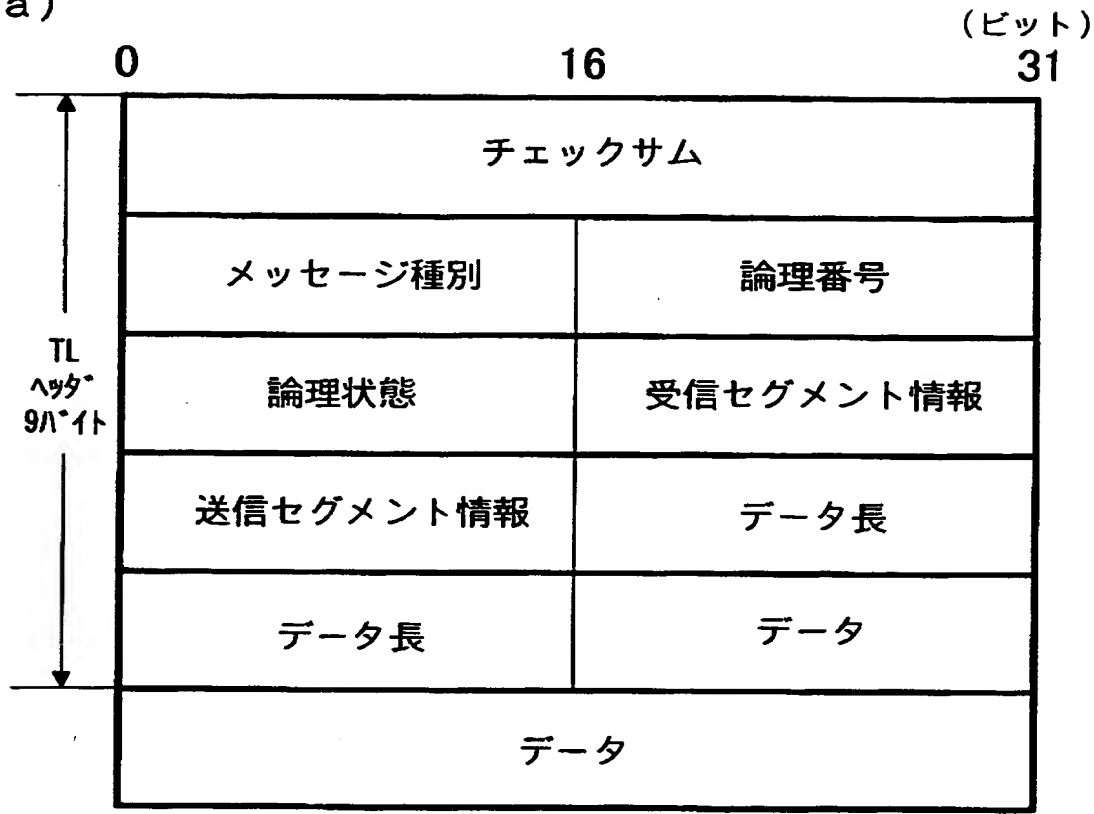 a)
(ビット)
0 16 31
チェックサム
メッセージ種別 論理番号
論理状態 受信セグメント情報
送信セグメント情報 データ長
データ長 データ
データ
TL
ヘッダ
9バイト